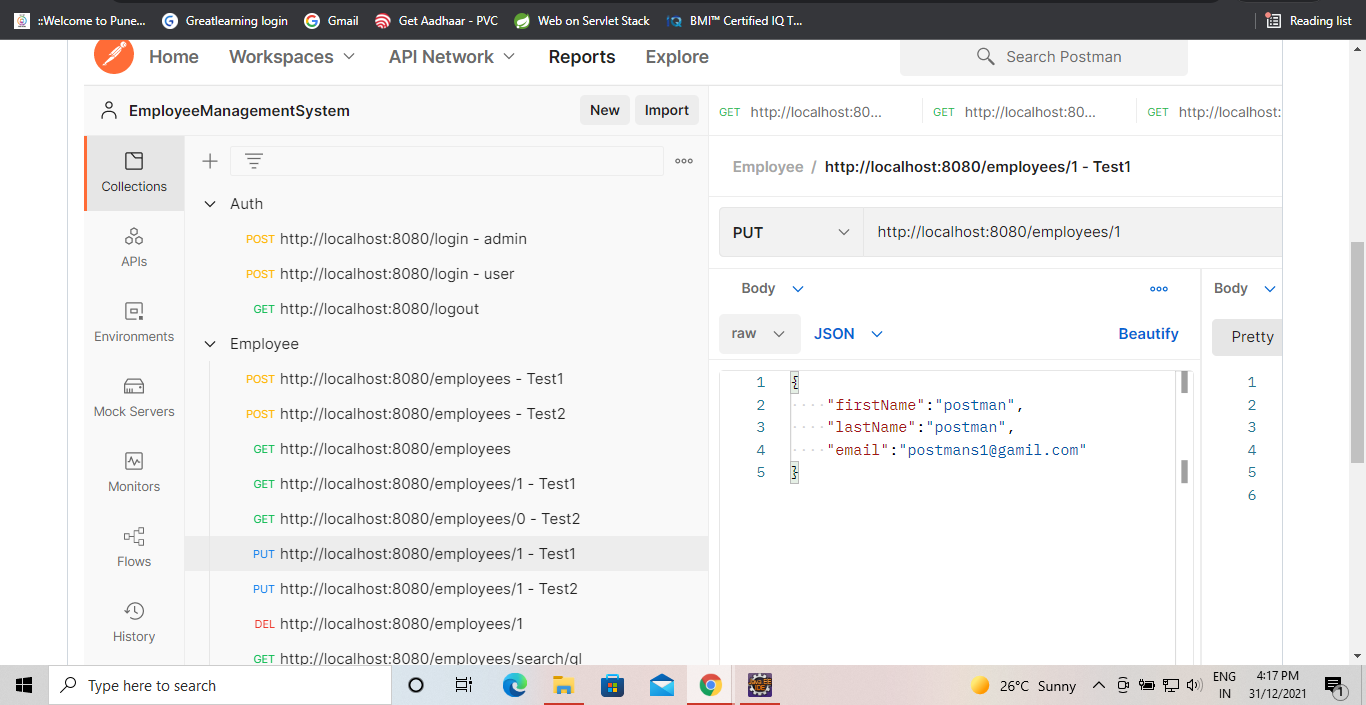 ::Welcome to Pune...
Greatlearning login
Gmail
Get Aadhaar - PVC
Web on Servlet Stack
BMI™ Certified IQ T...
Reading list
Home
Workspaces
API Network
Reports
Explore
Search Postman
EmployeeManagementSystem
New
Import
GET http://localhost:80...
GET http://localhost:80...
GET http://localhost:
Collections
APIs
Environments
Mock Servers
Monitors
Flows
History
Auth
POST http://localhost:8080/login - admin
POST http://localhost:8080/login - user
GET http://localhost:8080/logout
Employee
POST http://localhost:8080/employees - Test1
POST http://localhost:8080/employees - Test2
GET http://localhost:8080/employees
GET http://localhost:8080/employees/1 - Test1
GET http://localhost:8080/employees/0 - Test2
PUT http://localhost:8080/employees/1 - Test1
PUT http://localhost:8080/employees/1 - Test2
DEL http://localhost:8080/employees/1
GET http://localhost:8080/employees/search/gl
Employee / http://localhost:8080/employees/1 - Test1
PUT
http://localhost:8080/employees/1
Body
raw
JSON
Beautify
1 {
2 "firstName":"postman",
3 "lastName":"postman",
4 "email":"postmans1@gamil.com"
5 }
Body
Pretty
1
2
3
4
5
6
Type here to search
26°C Sunny
ENG
IN
4:17 PM
31/12/2021
1